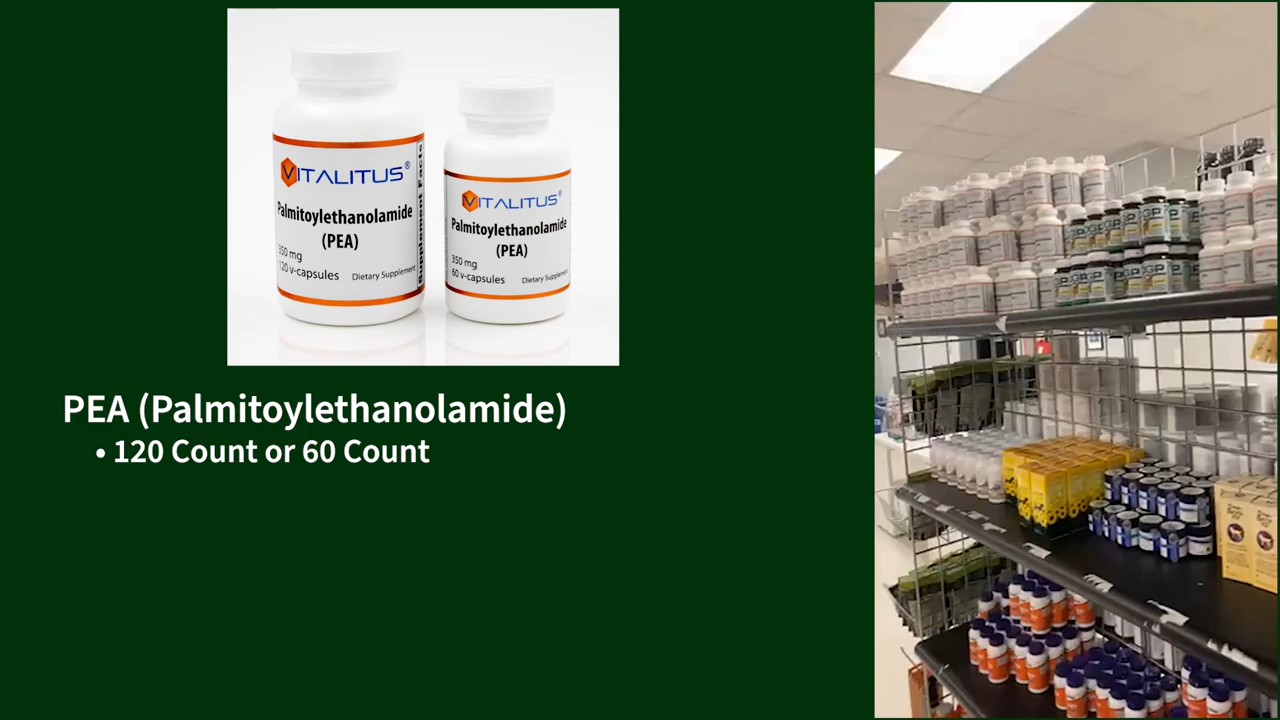 VITALITUS®
Palmitoylethanolamide
(PEA)
350 mg
120 v-capsules Dietary Supplement
Supplement Facts
VITALITUS®
Palmitoylethanolamide
(PEA)
350 mg
60 v-capsules Dietary Supplement
PEA (Palmitoylethanolamide)
• 120 Count or 60 Count